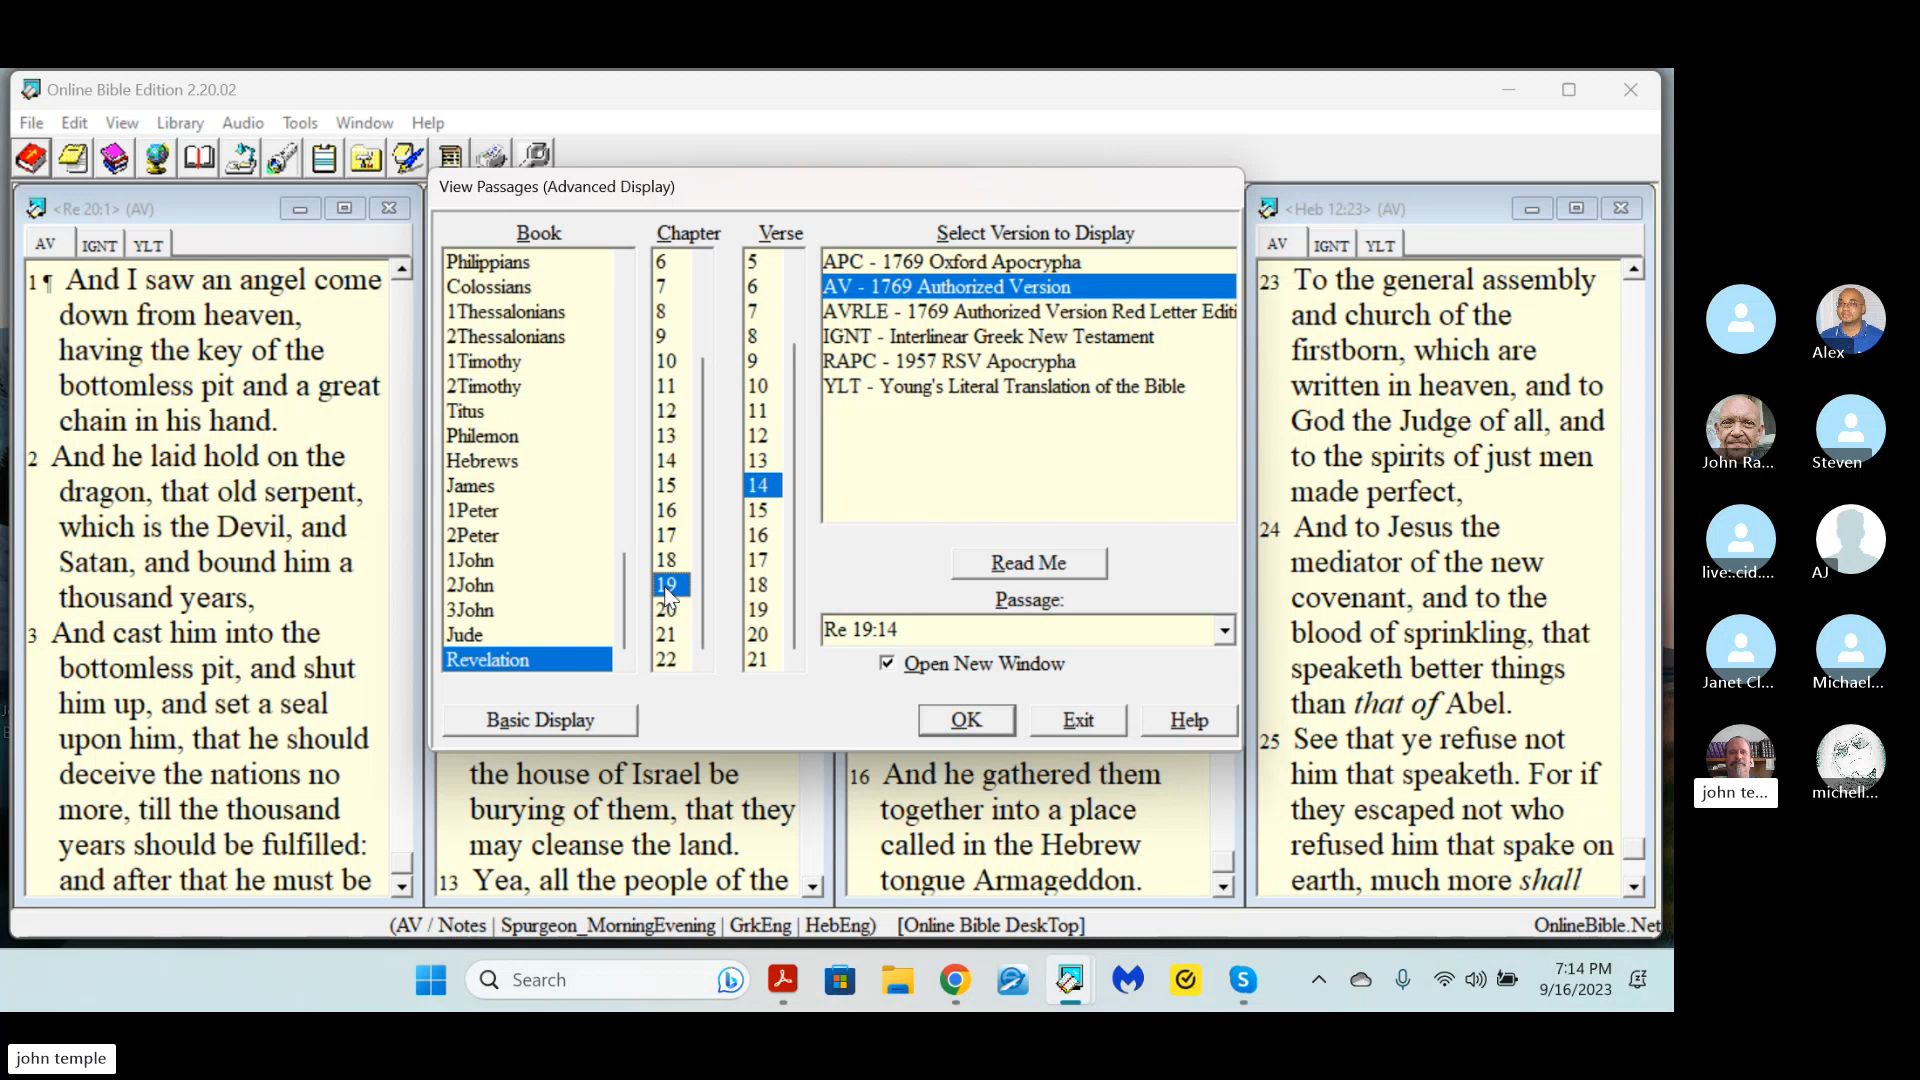 Online Bible Edition 2.20.02
File Edit View Library Audio Tools Window Help
<Re 20:1> (AV)
AV IGNT YLT
1 ¶ And I saw an angel come
down from heaven,
having the key of the
bottomless pit and a great
chain in his hand.
2 And he laid hold on the
dragon, that old serpent,
which is the Devil, and
Satan, and bound him a
thousand years,
3 And cast him into the
bottomless pit, and shut
him up, and set a seal
upon him, that he should
deceive the nations no
more, till the thousand
years should be fulfilled:
and after that he must be
View Passages (Advanced Display)
Book
Philippians
Colossians
1Thessalonians
2Thessalonians
1Timothy
2Timothy
Titus
Philemon
Hebrews
James
1Peter
2Peter
1John
2John
3John
Jude
Revelation
Chapter
6
7
8
9
10
11
12
13
14
15
16
17
18
19
20
21
22
Verse
5
6
7
8
9
10
11
12
13
14
15
16
17
18
19
20
21
Select Version to Display
APC - 1769 Oxford Apocrypha
AV - 1769 Authorized Version
AVRLE - 1769 Authorized Version Red Letter Editi
IGNT - Interlinear Greek New Testament
RAPC - 1957 RSV Apocrypha
YLT - Young's Literal Translation of the Bible
Read Me
Passage:
Re 19:14
Open New Window
Basic Display
OK
Exit
Help
the house of Israel be
burying of them, that they
may cleanse the land.
13 Yea, all the people of the
16 And he gathered them
together into a place
called in the Hebrew
tongue Armageddon.
<Heb 12:23> (AV)
AV IGNT YLT
23 To the general assembly
and church of the
firstborn, which are
written in heaven, and to
God the Judge of all, and
to the spirits of just men
made perfect,
24 And to Jesus the
mediator of the new
covenant, and to the
blood of sprinkling, that
speaketh better things
than that of Abel.
25 See that ye refuse not
him that speaketh. For if
they escaped not who
refused him that spake on
earth, much more shall
(AV / Notes | Spurgeon_MorningEvening | GrkEng | HebEng) [Online Bible DeskTop]
OnlineBible.Net
Search
7:14 PM
9/16/2023
Alex
John Ra...
Steven
live:.cid....
AJ
Janet Cl...
Michael...
john te...
michell...
john temple